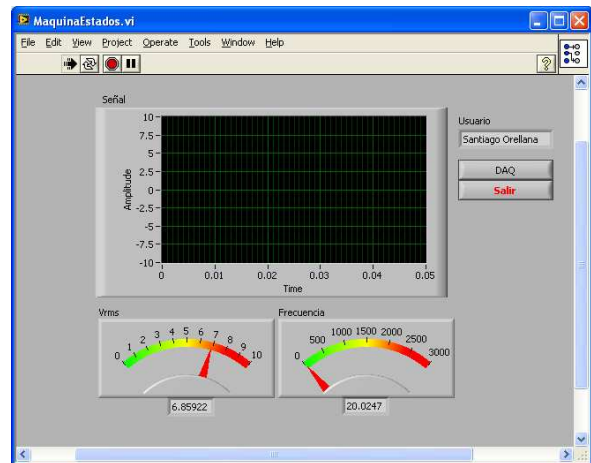 MaquinaEstados.vi
File Edit View Project Operate Tools Window Help
Señal
Amplitude
10
7.5
5
2.5
0
-2.5
-5
-7.5
-10
0 0.01 0.02 0.03 0.04 0.05
Time
Usuario
Santiago Orellana
DAQ
Salir
Vrms
0 1 2 3 4 5 6 7 8 9 10
6.85922
Frecuencia
0 500 1000 1500 2000 2500 3000
20.0247